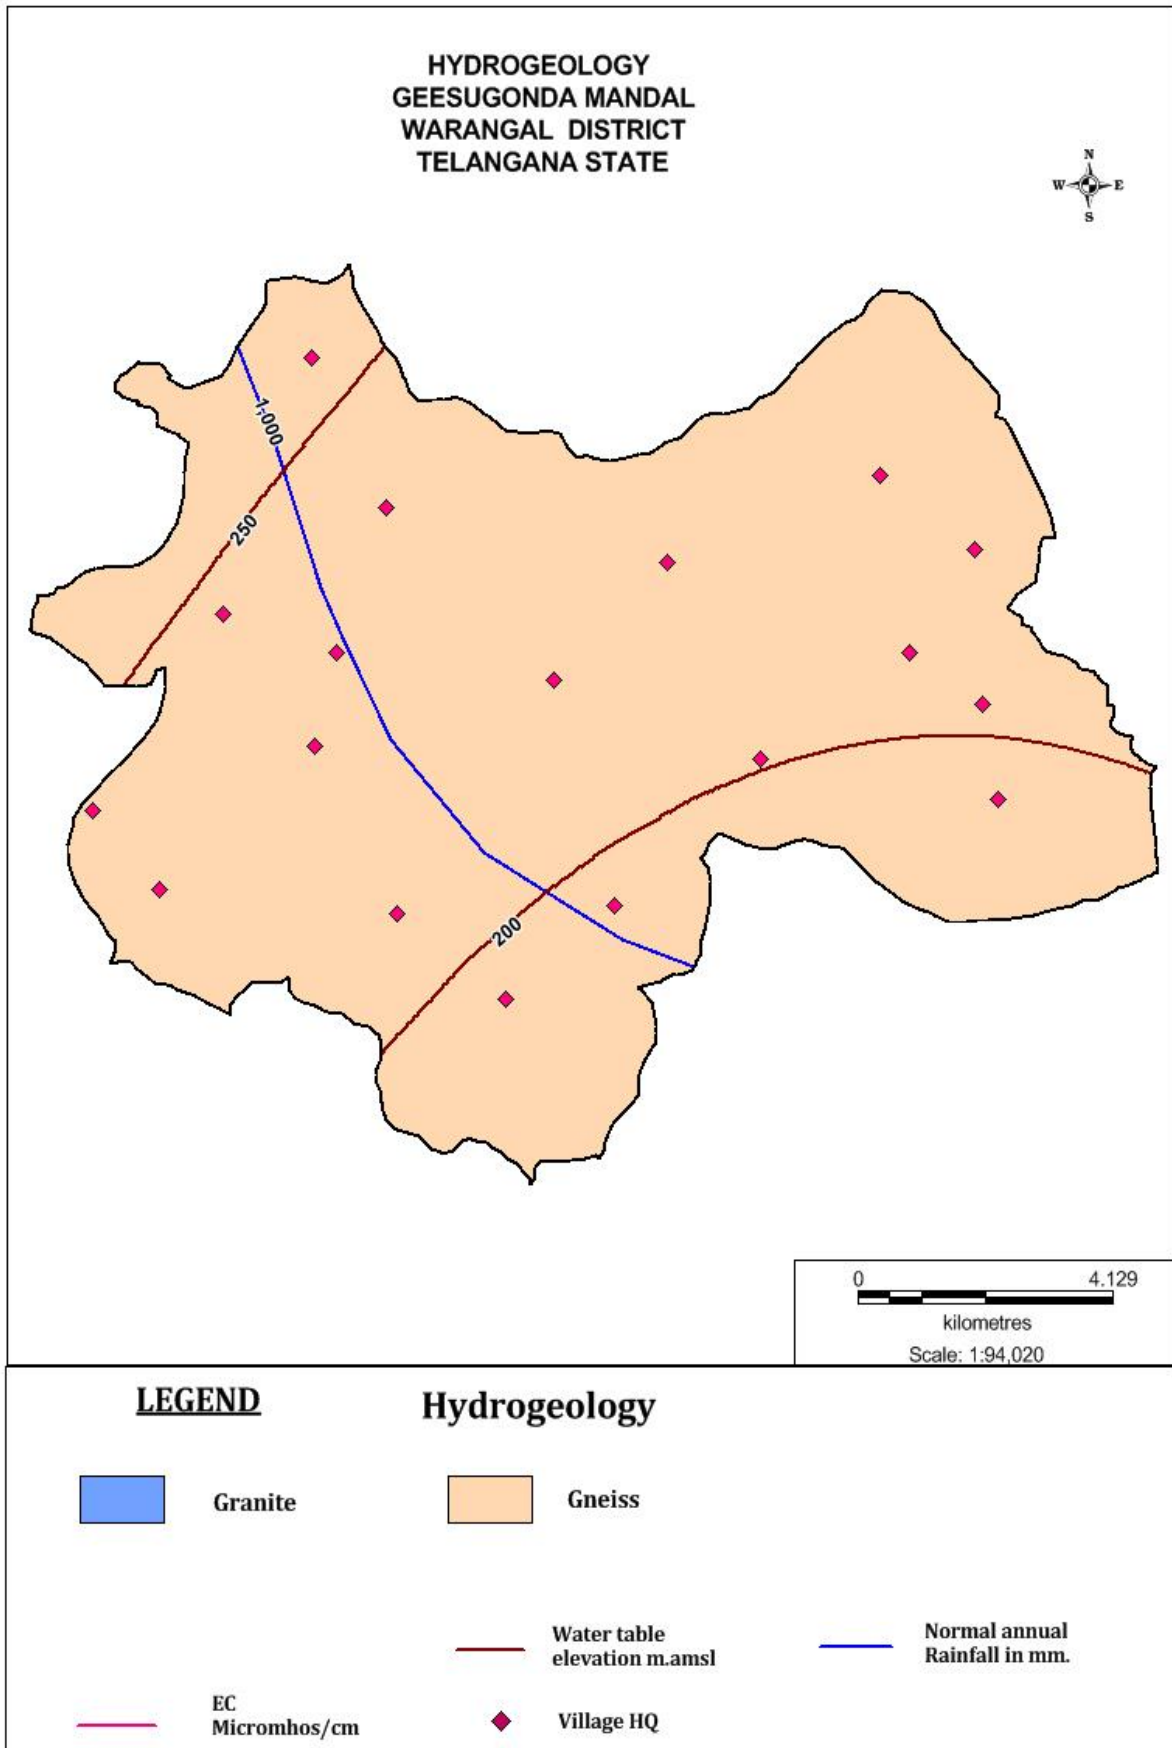 HYDROGEOLOGY
GEESUGONDA MANDAL
WARANGAL DISTRICT
TELANGANA STATE
N
W E
S
1,000
250
200
0 4.129
kilometres
Scale: 1:94,020
LEGEND Hydrogeology
Granite Gneiss
Water table
elevation m.amsl
Normal annual
Rainfall in mm.
EC
Micromhos/cm
Village HQ